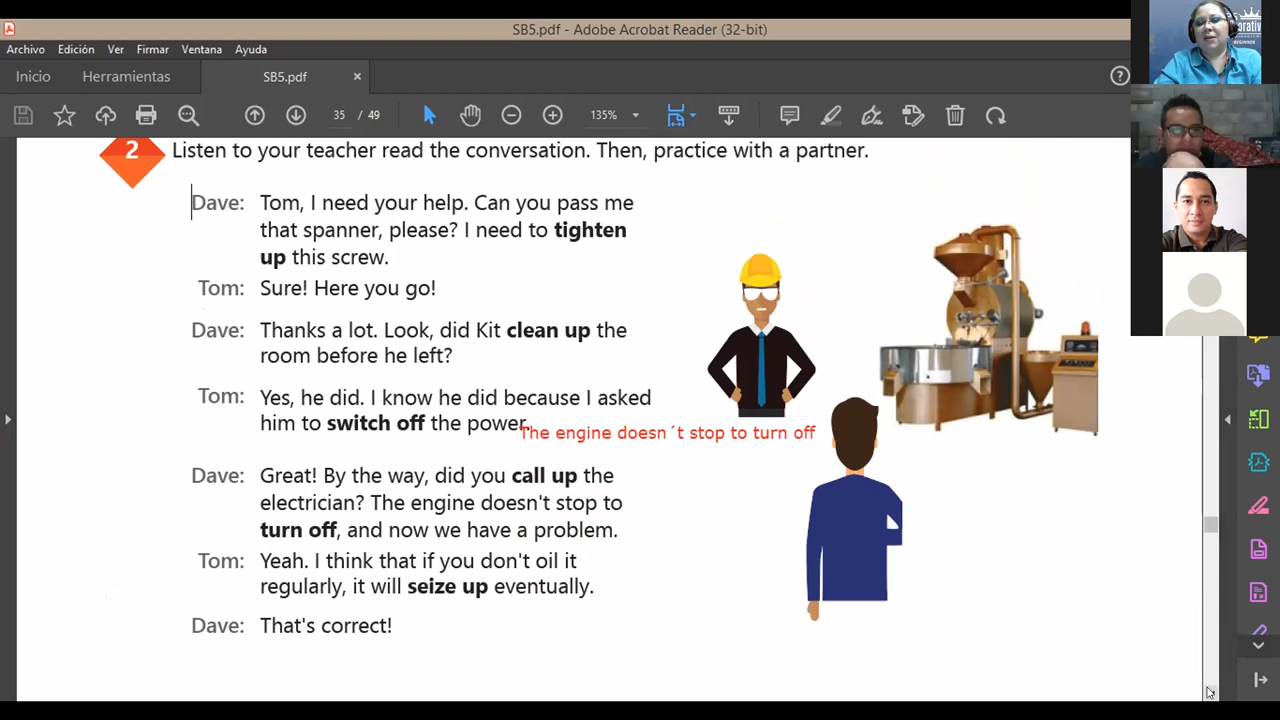 SB5.pdf - Adobe Acrobat Reader (32-bit)
Archivo Edición Ver Firmar Ventana Ayuda
Inicio Herramientas SB5.pdf
35 / 49 135%
2 Listen to your teacher read the conversation. Then, practice with a partner.
Dave: Tom, I need your help. Can you pass me
that spanner, please? I need to tighten
up this screw.
Tom: Sure! Here you go!
Dave: Thanks a lot. Look, did Kit clean up the
room before he left?
Tom: Yes, he did. I know he did because I asked
him to switch off the power.
The engine doesn´t stop to turn off
Dave: Great! By the way, did you call up the
electrician? The engine doesn't stop to
turn off, and now we have a problem.
Tom: Yeah. I think that if you don't oil it
regularly, it will seize up eventually.
Dave: That's correct!